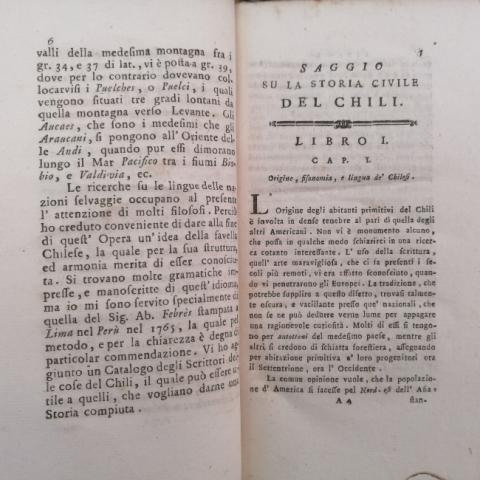 6
valli della medeſima montagna fra i
gr. 34, e 37 di lat., vi è poſta a gr. 39,
dove per lo contrario dovevano col-
locarviſi i Puelches, o Puelci, i quali
vengono ſituati tre gradi lontani da
quella montagna verſo Levante. Gli
Aucaes, che ſono i medeſimi che gli
Araucani, ſi pongono all' Oriente del-
le Andi, quando pur eſſi dimorano
lungo il Mar Pacifico tra i fiumi Bio-
bio, e Valdivia, ec.
Le ricerche ſu le lingue delle na-
zioni ſelvagge occupano al preſente
l' attenzione di molti filoſofi. Perciò
ho creduto conveniente di dare alla fine
di queſt' Opera un' idea della favella
Chileſe, la quale per la ſua ſtruttura,
ed armonia merita di eſſer conoſciu-
ta. Si trovano molte gramatiche im-
preſſe, e manoſcritte di queſt' idioma,
ma io mi ſono ſervito ſpecialmente di
quella del Sig. Ab. Febrès ſtampata a
Lima nel Perù nel 1765, la quale pel
metodo, e per la chiarezza è degna di
particolar commendazione. Vi ho ag-
giunto un Catalogo degli Scrittori del-
le coſe del Chili, il quale può eſſere u-
tile a quelli, che vogliano darne una
Storia compiuta.
SAGGIO
SU LA STORIA CIVILE
DEL CHILI.
LIBRO I.
CAP. I.
Origine, fiſonomia, e lingua de' Chileſi.
L' Origine degli abitanti primitivi del Chili
è involta in denſe tenebre al pari di quella degli
altri Americani. Non vi è monumento alcuno,
che poſſa in qualche modo ſchiarirci in una ricer-
ca cotanto intereſſante. L' uſo della ſcrittura,
quell' arte maraviglioſa, che ci fa preſenti i ſe-
coli più remoti, vi era affatto ſconoſciuto, quan-
do vi penetrarono gli Europei. La tradizione, che
potrebbe ſupplire a queſto difetto, trovaſi talmen-
te oſcura, e vacillante preſſo que' nazionali, che
non ſe ne può dedurre verun lume per appagare
una ragionevole curioſità. Molti di eſſi ſi tengo-
no per autottoni del medeſimo paeſe, mentre gli
altri ſi credono di ſchiatta foreſtiera, aſſegnando
per abitazione primitiva a' loro progenitori ora
il Settentrione, ora l' Occidente.
La comun opinione vuole, che la popolazio-
ne d' America ſi faceſſe pel Nord-eſt dell' Aſia:
A 4 ſtan-